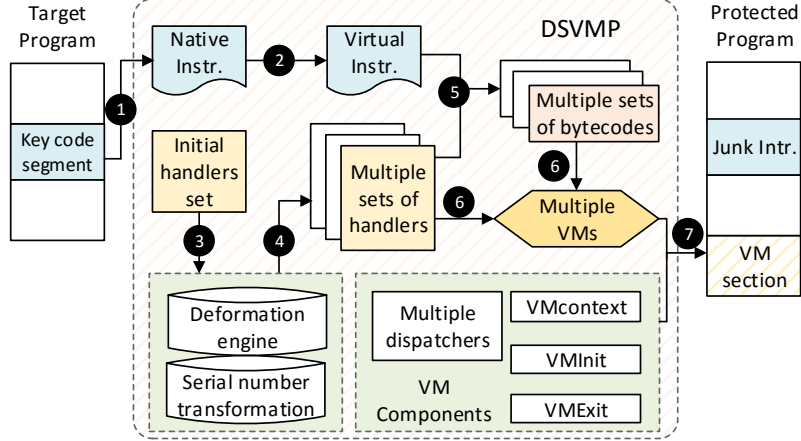 Target
Program
Key code
segment
1
Native
Instr.
2
Virtual
Instr.
DSVMP
5
Multiple sets
of bytecodes
Initial
handlers
set
3
4
Multiple
sets of
handlers
6
6
Multiple
VMs
7
Deformation
engine
Serial number
transformation
Multiple
dispatchers
VM
Components
VMcontext
VMInit
VMExit
Protected
Program
Junk Intr.
VM
section